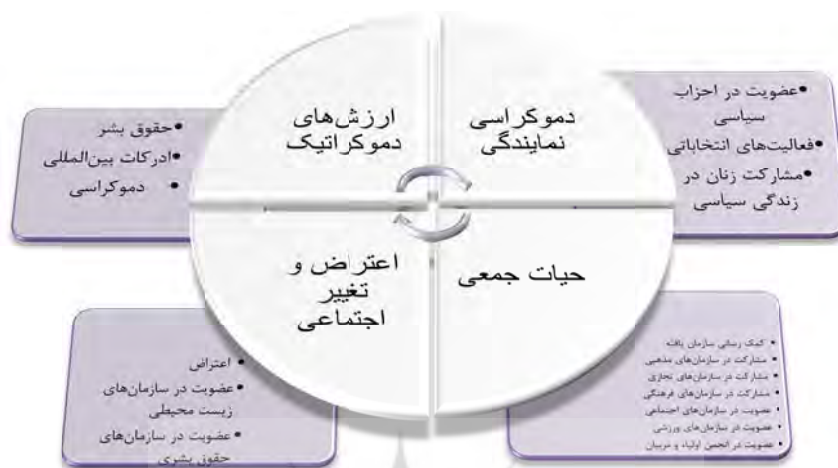 دموکراسی
نمایندگی
•عضویت در احزاب
سیاسی
•فعالیت‌های انتخاباتی
•مشارکت زنان در
زندگی سیاسی
ارزش‌های
دموکراتیک
•حقوق بشر
•ادرکات بین‌المللی
• دموکراسی
حیات جمعی
• کمک رسانی سازمان یافته
• مشارکت در سازمان‌های مذهبی
• مشارکت در سازمان‌های تجاری
• مشارکت در سازمان‌های فرهنگی
• عضویت در سازمان‌های اجتماعی
• عضویت در سازمان‌های ورزشی
• عضویت در انجمن اولیاء و مربیان
اعتراض و
تغییر
اجتماعی
• اعتراض
• عضویت در سازمان‌های
زیست محیطی
• عضویت در سازمان‌های
حقوق بشری